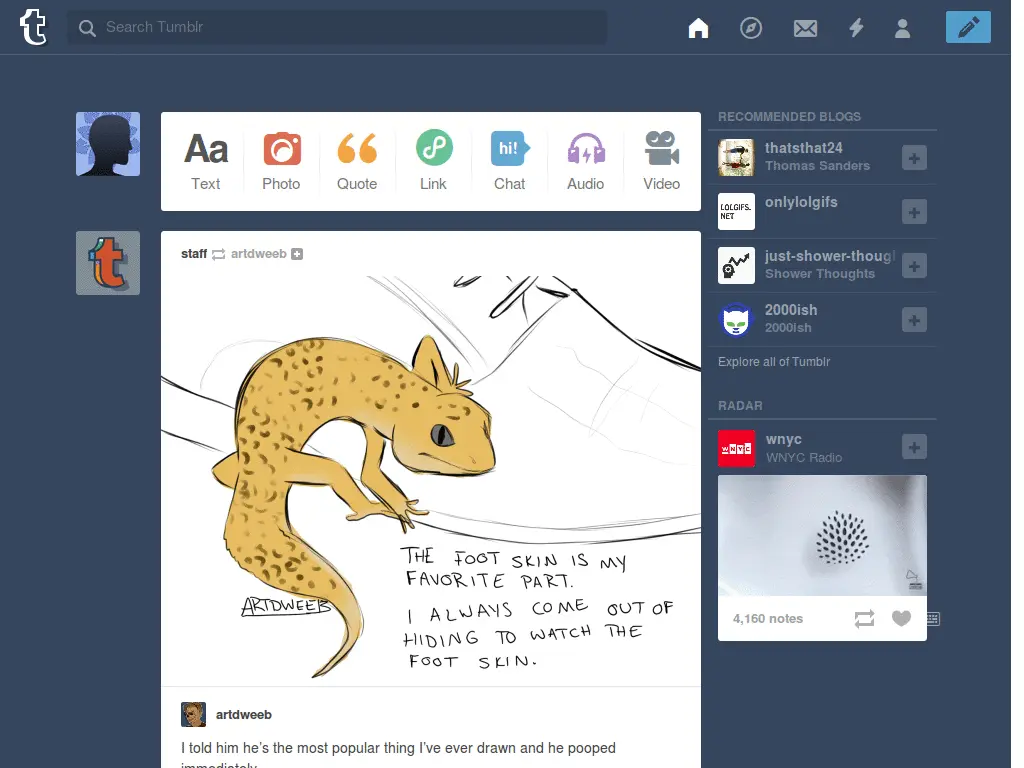 t
Search Tumblr
Aa
Text
Photo
Quote
Link
hi!
Chat
Audio
Video
staff artdweeb
THE FOOT SKIN IS MY
FAVORITE PART.
I ALWAYS COME OUT OF
HIDING TO WATCH THE
FOOT SKIN.
ARTDWEEB
artdweeb
I told him he's the most popular thing I've ever drawn and he pooped
immediately
RECOMMENDED BLOGS
thatsthat24
Thomas Sanders
LOLGIFS.
NET
onlylolgifs
just-shower-though
Shower Thoughts
2000ish
2000ish
Explore all of Tumblr
RADAR
WNYC
wnyc
WNYC Radio
4,160 notes